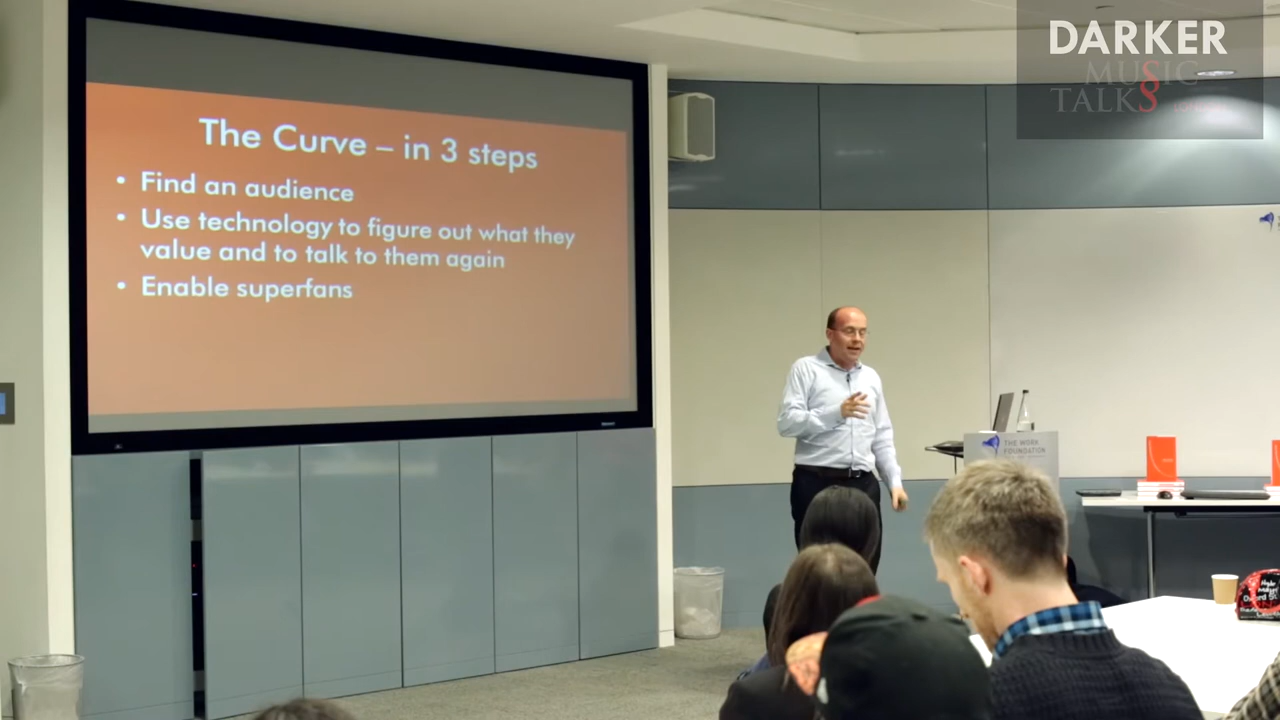 DARKER
MUSIC
TALKS
The Curve – in 3 steps
• Find an audience
• Use technology to figure out what they
value and to talk to them again
• Enable superfans
THE WORK
FOUNDATION